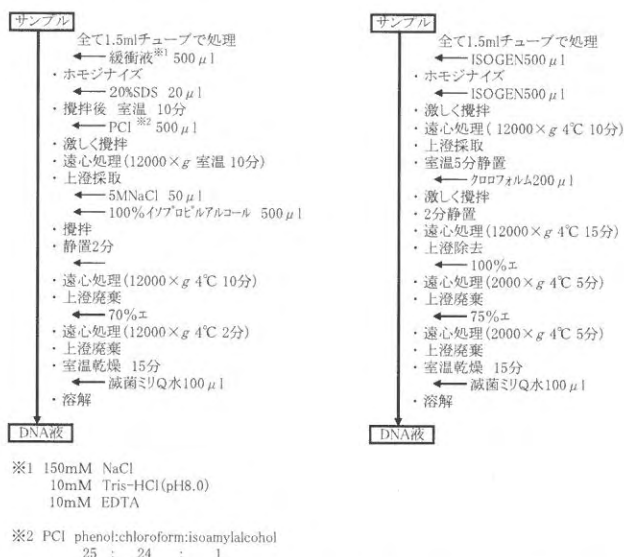 サンプル
全て1.5mlチューブで処理
緩衝液※1 500μl
・ホモジナイズ
20%SDS 20μl
・攪拌後 室温 10分
PCI ※2 500μl
・激しく攪拌
・遠心処理(12000×g 室温 10分)
・上澄採取
5MNaCl 50μl
100%イソプロピルアルコール 500μl
・攪拌
・静置2分
・遠心処理(12000×g 4℃ 10分)
・上澄廃棄
70%エ
・遠心処理(12000×g 4℃ 2分)
・上澄廃棄
・室温乾燥 15分
滅菌ミリQ水100μl
・溶解
DNA液
※1 150mM NaCl
10mM Tris-HCl(pH8.0)
10mM EDTA
※2 PCI phenol:chloroform:isoamylalcohol
25 : 24 : 1
サンプル
全て1.5mlチューブで処理
ISOGEN500μl
・ホモジナイズ
ISOGEN500μl
・激しく攪拌
・遠心処理( 12000×g 4℃ 10分)
・上澄採取
・室温5分静置
クロロフォルム200μl
・激しく攪拌
・2分静置
・遠心処理(12000×g 4℃ 15分)
・上澄除去
100%エ
・遠心処理(2000×g 4℃ 5分)
・上澄廃棄
75%エ
・遠心処理(2000×g 4℃ 5分)
・上澄廃棄
・室温乾燥 15分
滅菌ミリQ水100μl
・溶解
DNA液